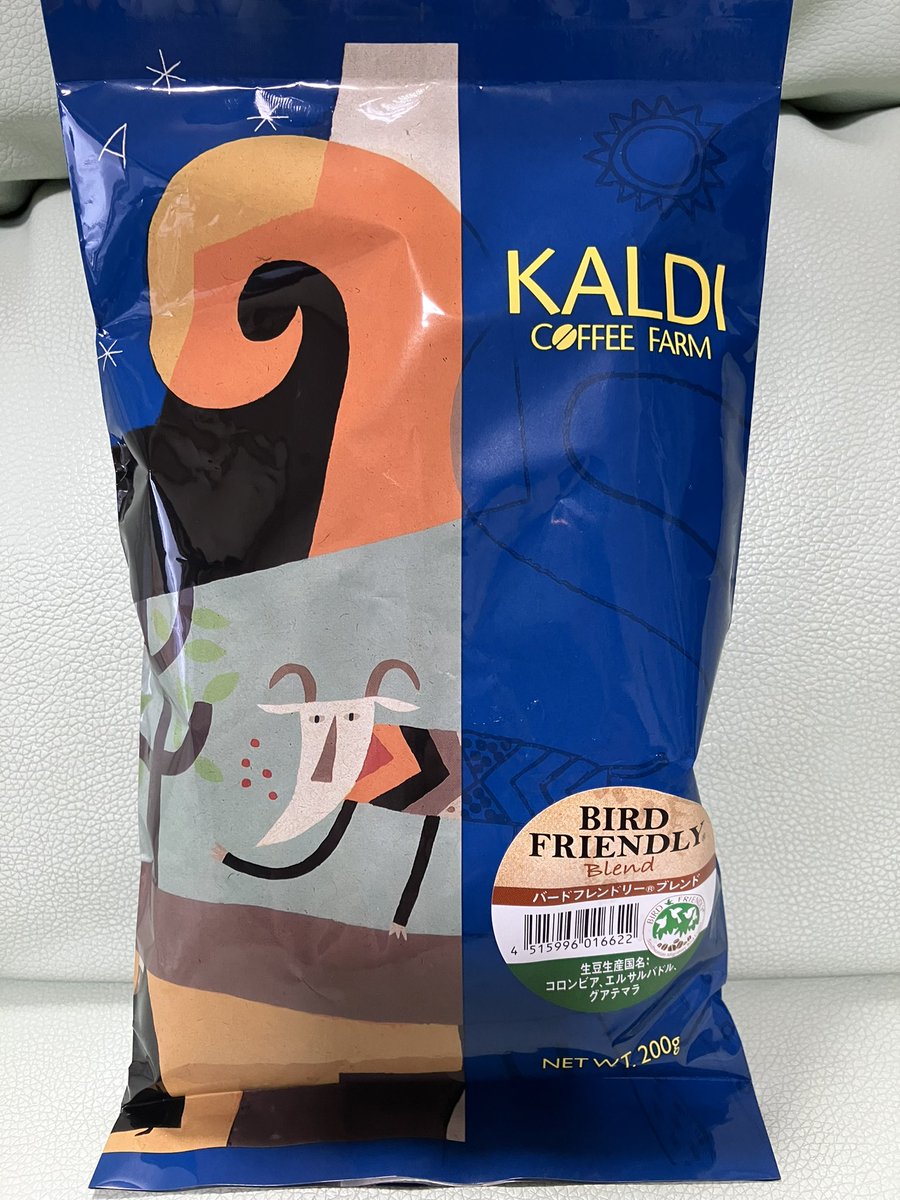 KALDI
COFFEE FARM
BIRD
FRIENDLY®
Blend
バードフレンドリー®ブレンド
BIRD FRIENDLY
4 515996 016622
生豆生産国名:
コロンビア、エルサルバドル、
グアテマラ
NET WT. 200g